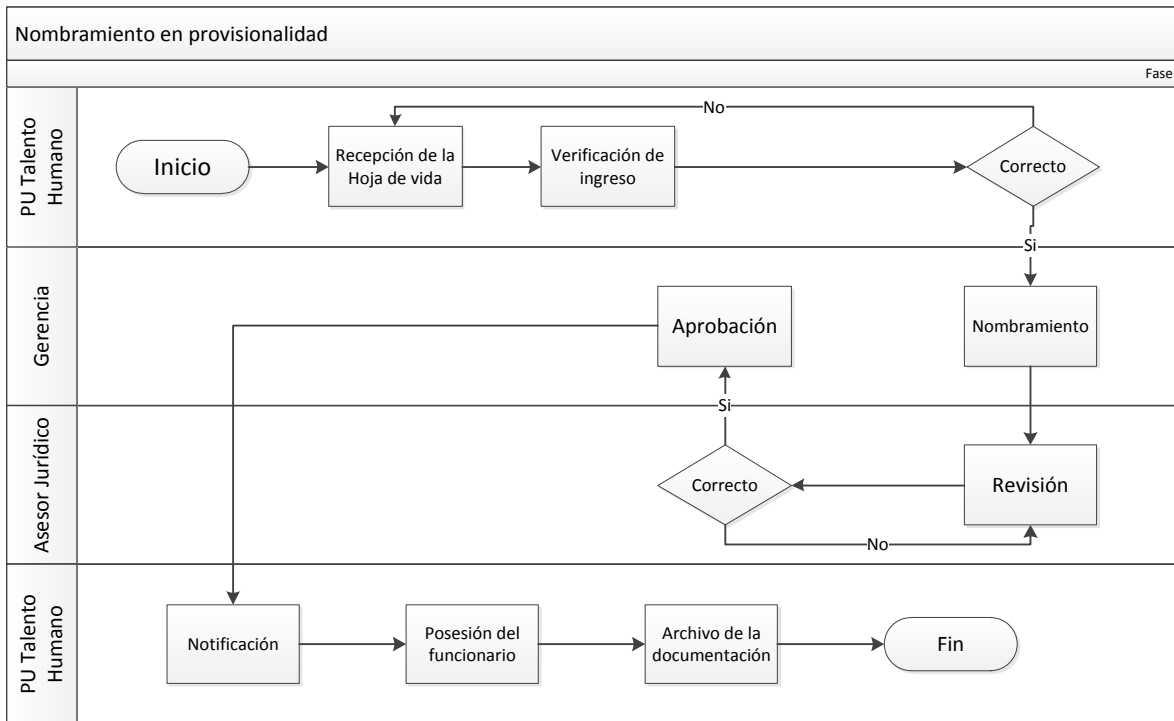 Nombramiento en provisionalidad
Fase
PU Talento
Humano
Inicio
Recepción de la
Hoja de vida
Verificación de
ingreso
No
Correcto
Si
Gerencia
Aprobación
Nombramiento
Si
Asesor Jurídico
Correcto
Revisión
No
PU Talento
Humano
Notificación
Posesión del
funcionario
Archivo de la
documentación
Fin